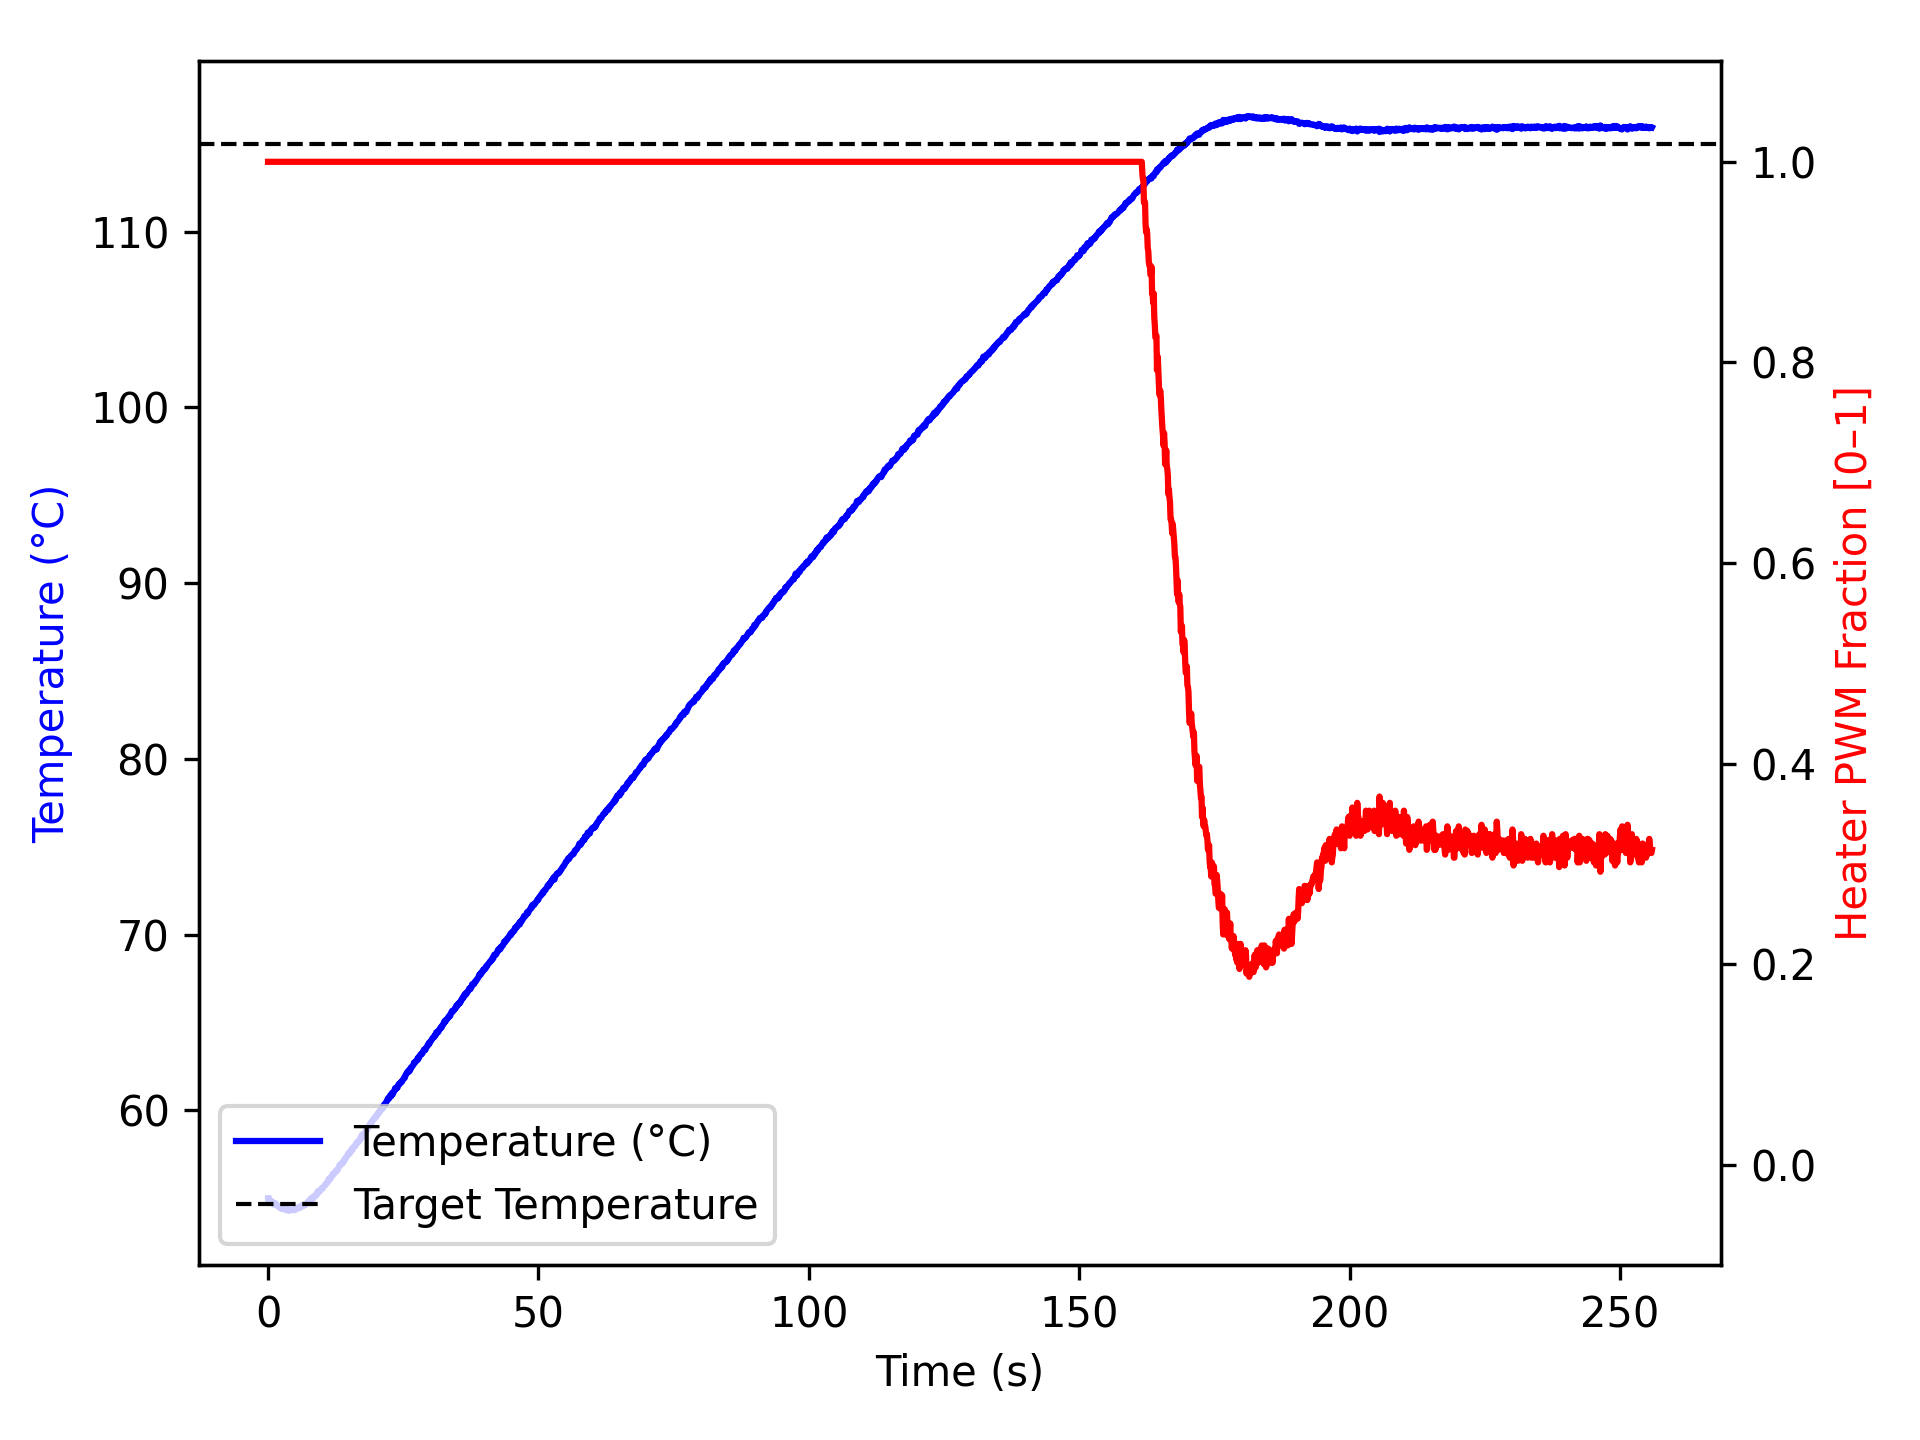 110
100
90
80
70
60
Temperature (°C)
1.0
0.8
0.6
0.4
0.2
0.0
Heater PWM Fraction [0–1]
Temperature (°C)
Target Temperature
0 50 100 150 200 250
Time (s)